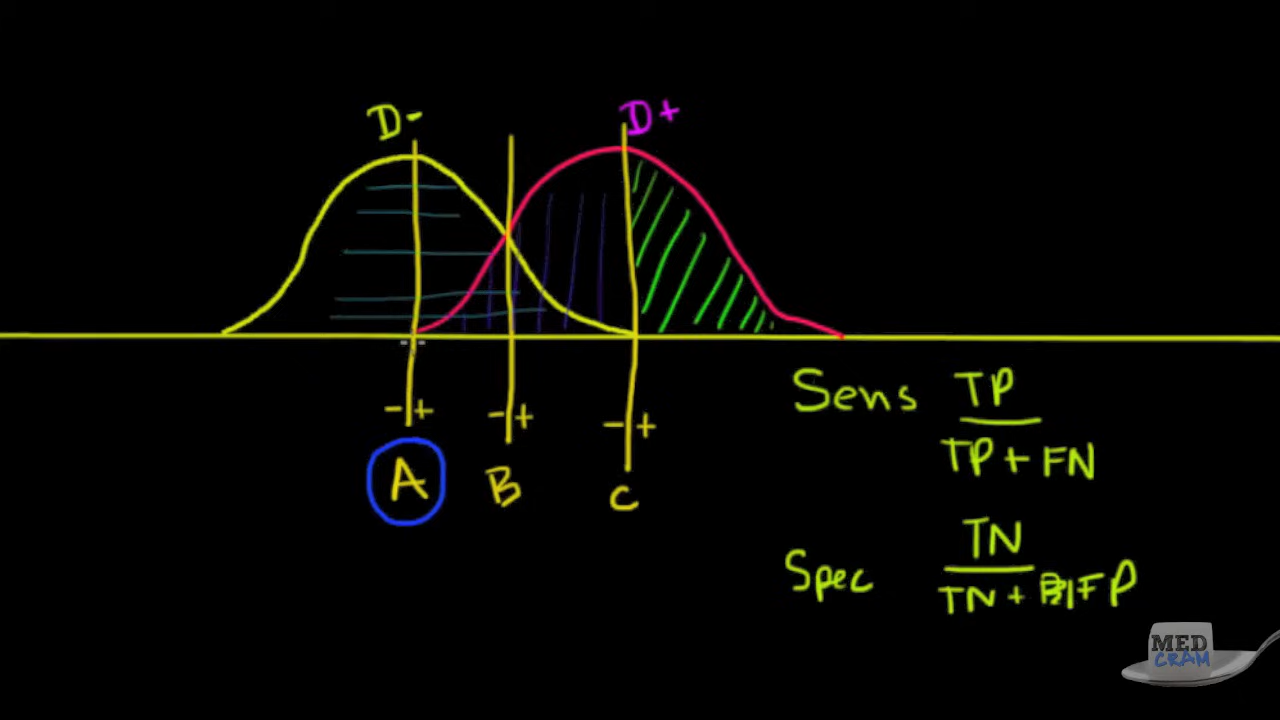 D-
D+
-+
-+
-+
A
B
C
Sens TP
TP + FN
Spec TN
TN + FP
MED
CRAM